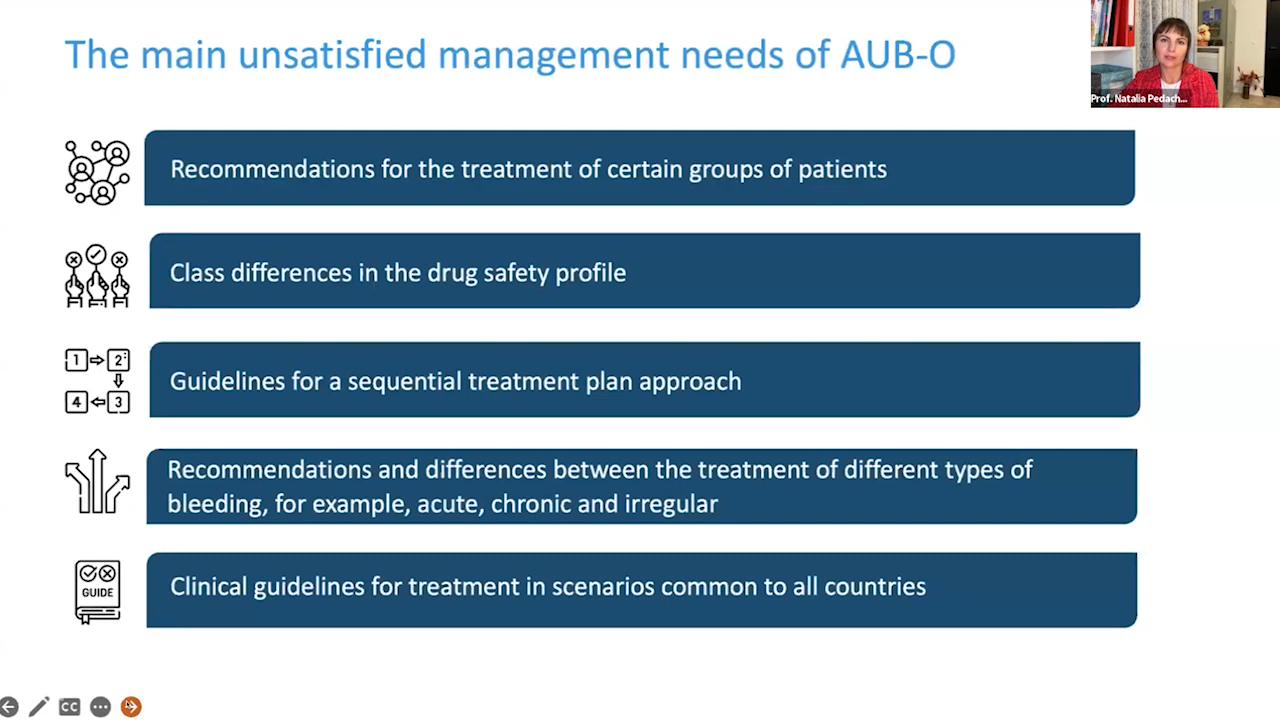 The main unsatisfied management needs of AUB-O
Prof. Natalia Pedach...
Recommendations for the treatment of certain groups of patients
Class differences in the drug safety profile
1 2
4 3
Guidelines for a sequential treatment plan approach
Recommendations and differences between the treatment of different types of
bleeding, for example, acute, chronic and irregular
GUIDE
Clinical guidelines for treatment in scenarios common to all countries
CC